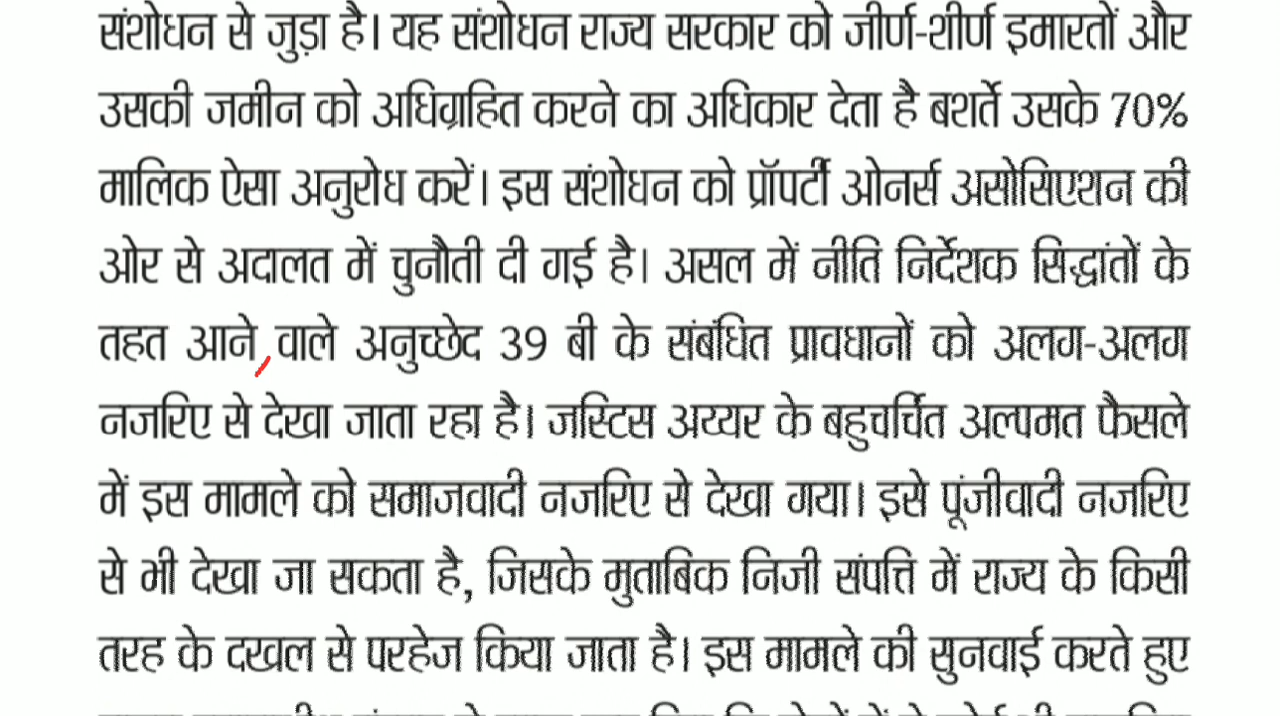 संशोधन से जुड़ा है। यह संशोधन राज्य सरकार को जीर्ण-शीर्ण इमारतों और
उसकी जमीन को अधिग्रहित करने का अधिकार देता है बशर्ते उसके 70%
मालिक ऐसा अनुरोध करें। इस संशोधन को प्रॉपर्टी ओनर्स असोसिएशन की
ओर से अदालत में चुनौती दी गई है। असल में नीति निर्देशक सिद्धांतों के
तहत आने वाले अनुच्छेद 39 बी के संबंधित प्रावधानों को अलग-अलग
नजरिए से देखा जाता रहा है। जस्टिस अय्यर के बहुचर्चित अल्पमत फैसले
में इस मामले को समाजवादी नजरिए से देखा गया। इसे पूंजीवादी नजरिए
से भी देखा जा सकता है, जिसके मुताबिक निजी संपत्ति में राज्य के किसी
तरह के दखल से परहेज किया जाता है। इस मामले की सुनवाई करते हुए